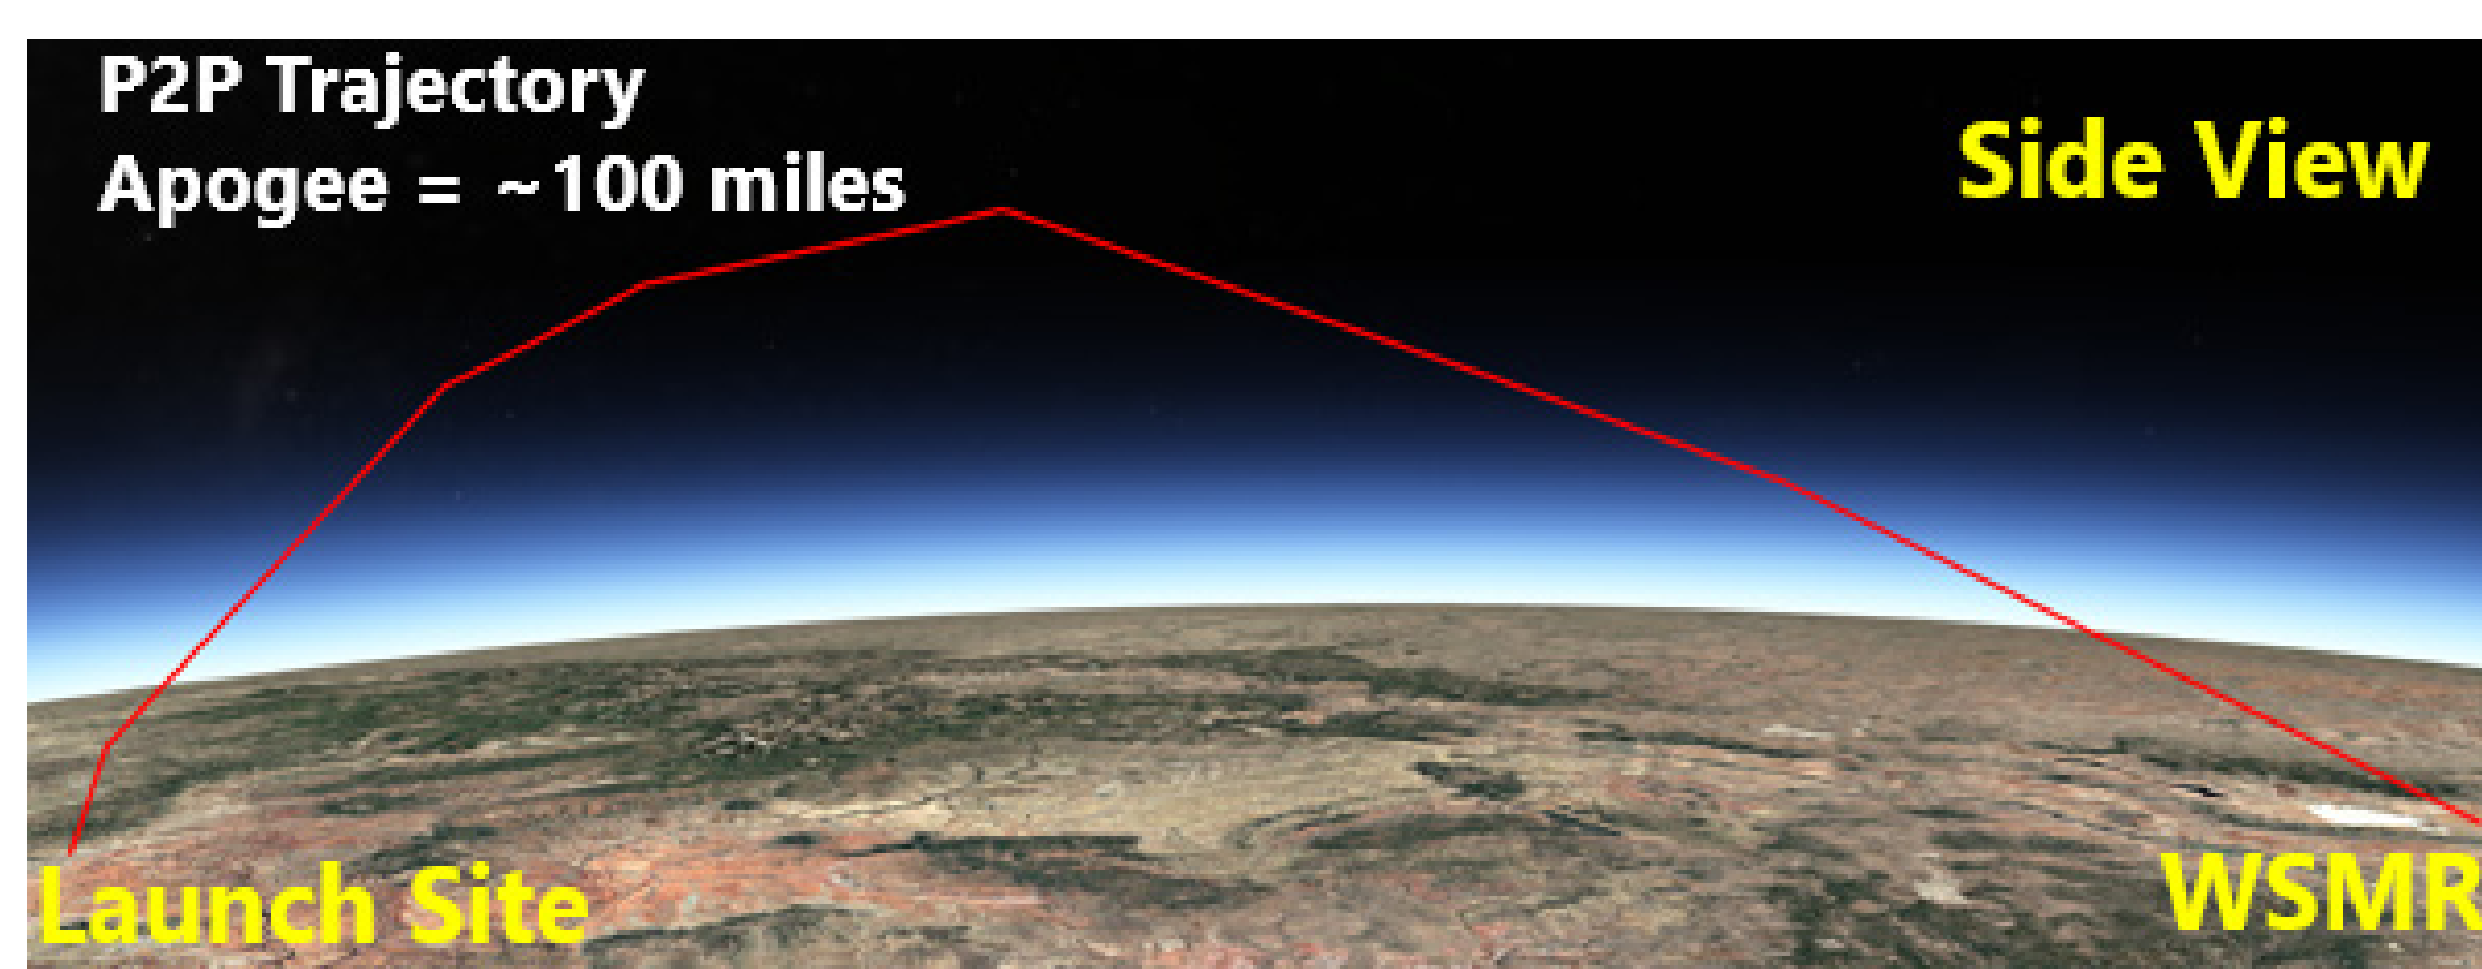 P2P Trajectory
Apogee = ~100 miles
Side View
Launch Site
WSMR